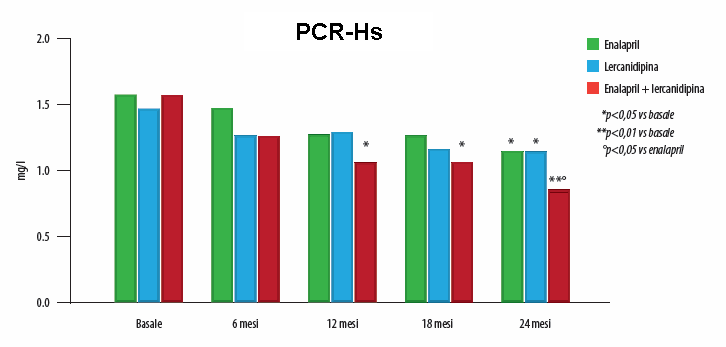 PCR-Hs
2.0
1.5
1.0
0.5
0.0
mg/l
Enalapril
Lercanidipina
Enalapril + lercanidipina
*p<0,05 vs basale
**p<0,01 vs basale
°p<0,05 vs enalapril
*
*
* *
**°
Basale 6 mesi 12 mesi 18 mesi 24 mesi